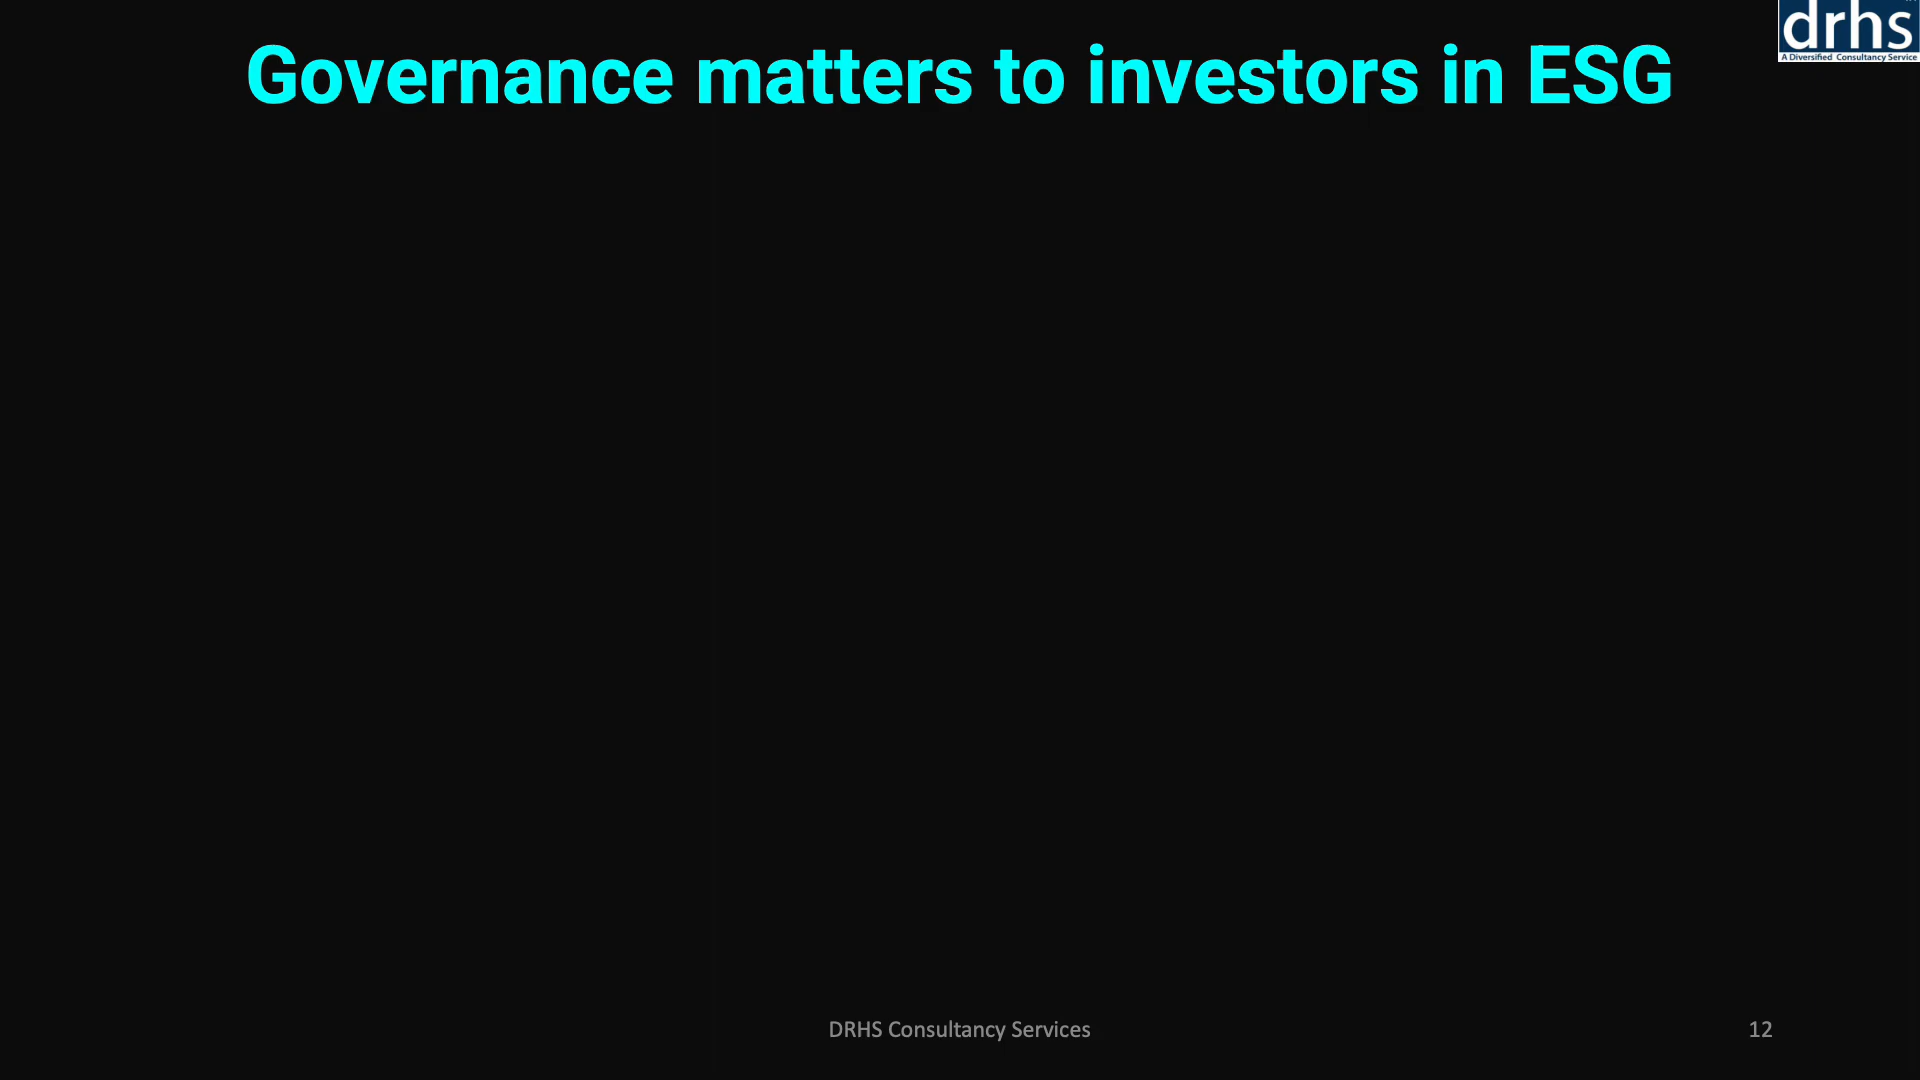 drhs
A Diversified Consultancy Service
Governance matters to investors in ESG
DRHS Consultancy Services
12